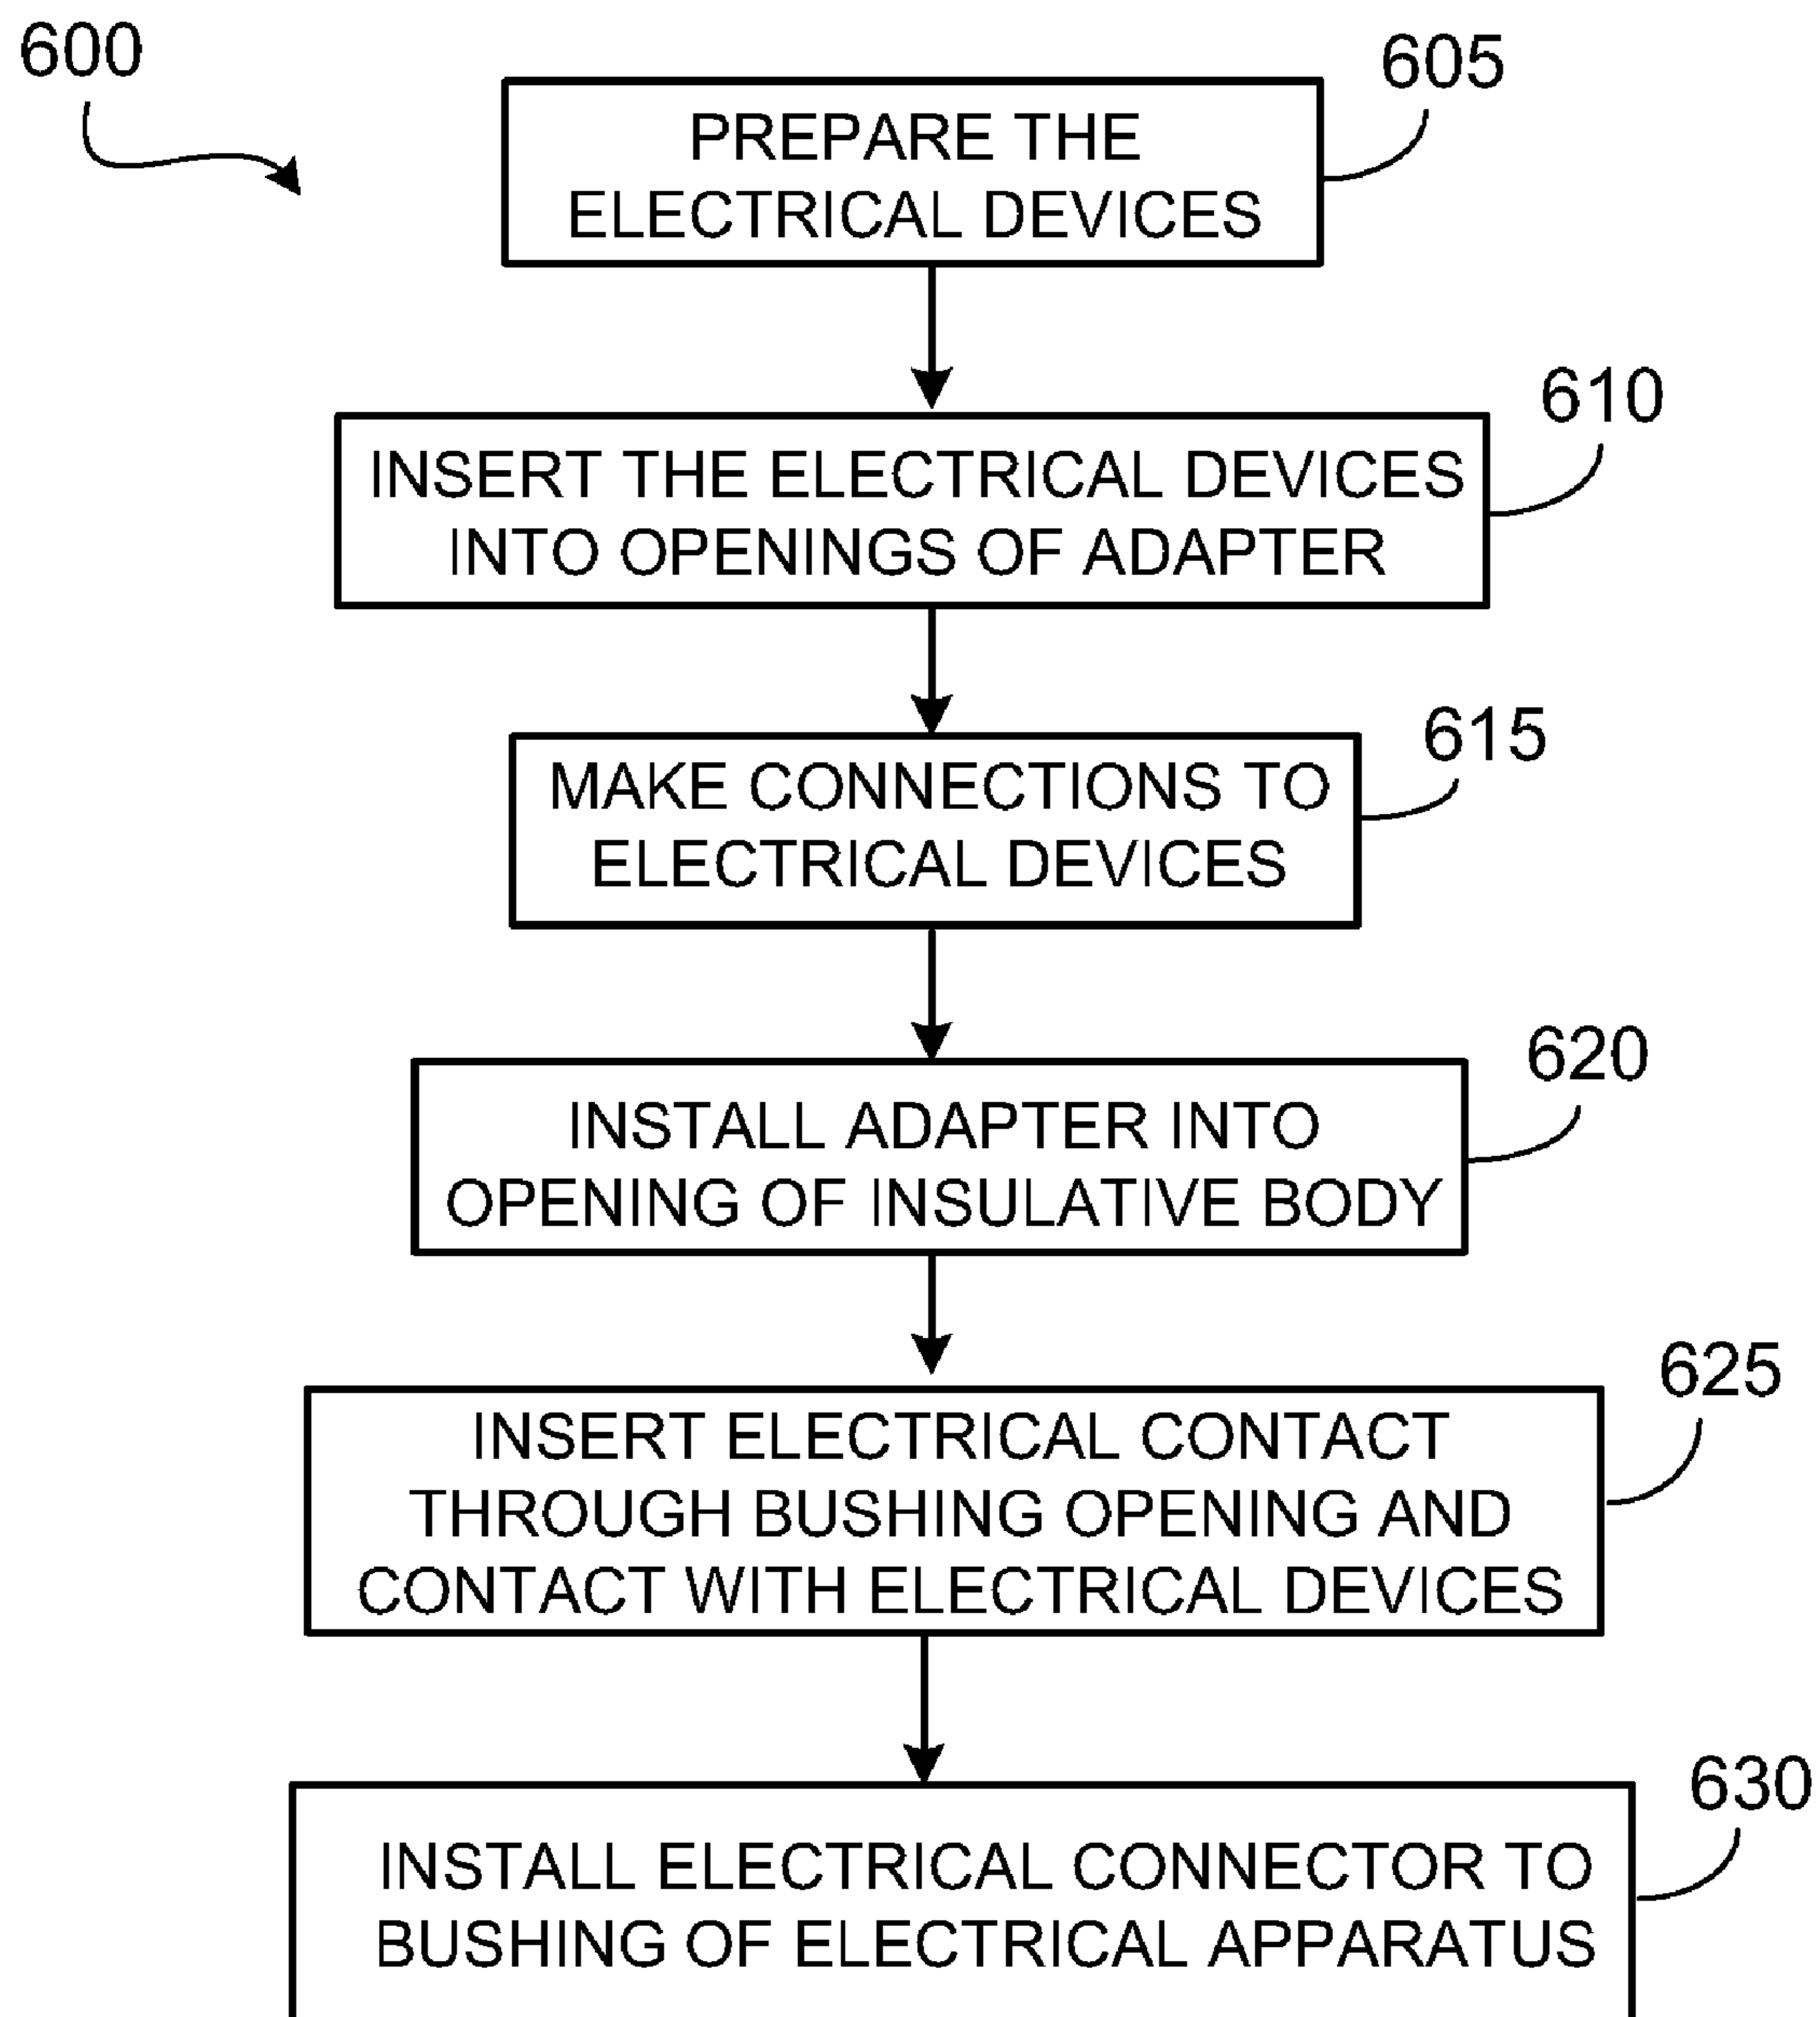 600
605
PREPARE THE
ELECTRICAL DEVICES
610
INSERT THE ELECTRICAL DEVICES
INTO OPENINGS OF ADAPTER
615
MAKE CONNECTIONS TO
ELECTRICAL DEVICES
620
INSTALL ADAPTER INTO
OPENING OF INSULATIVE BODY
625
INSERT ELECTRICAL CONTACT
THROUGH BUSHING OPENING AND
CONTACT WITH ELECTRICAL DEVICES
630
INSTALL ELECTRICAL CONNECTOR TO
BUSHING OF ELECTRICAL APPARATUS